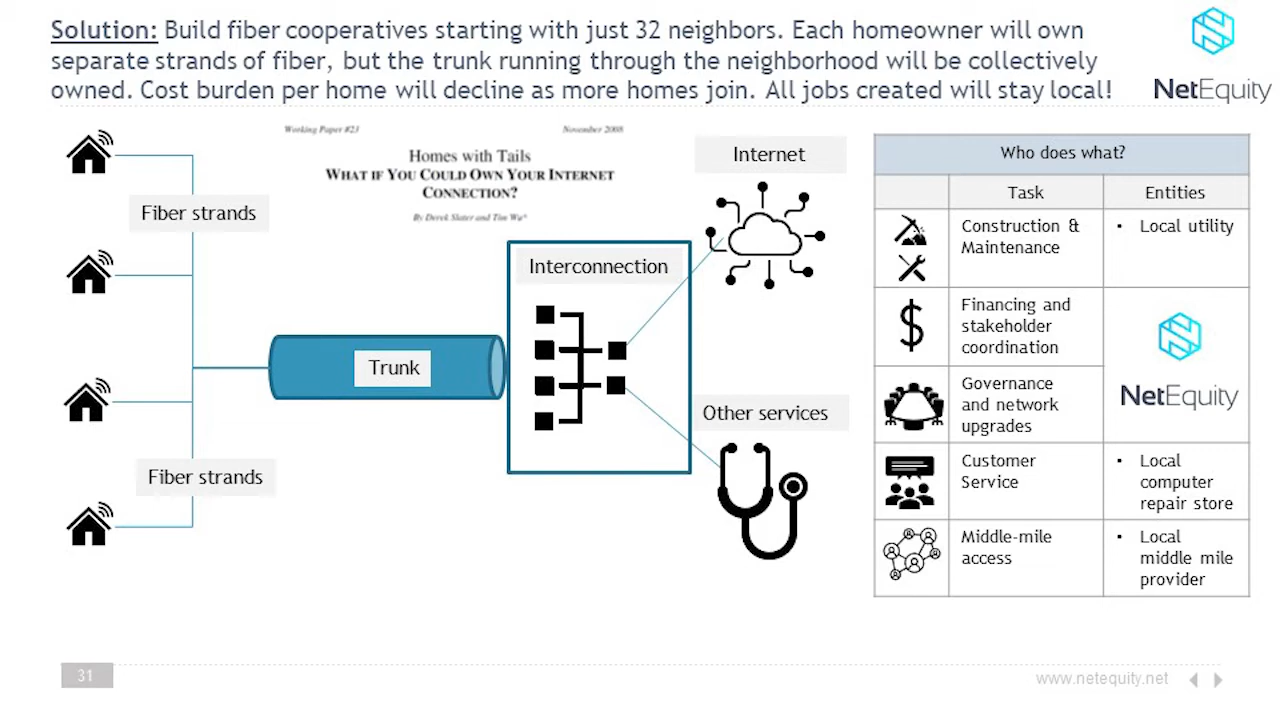 Solution: Build fiber cooperatives starting with just 32 neighbors. Each homeowner will own
separate strands of fiber, but the trunk running through the neighborhood will be collectively
owned. Cost burden per home will decline as more homes join. All jobs created will stay local!
NetEquity
Working Paper #23
November 2008
Homes with Tails
WHAT IF YOU COULD OWN YOUR INTERNET
CONNECTION?
By Derek Slater and Tim Wu*
Fiber strands
Fiber strands
Trunk
Interconnection
Internet
Other services
Who does what?
Task
Entities
Construction &
Maintenance
• Local utility
Financing and
stakeholder
coordination
NetEquity
Governance
and network
upgrades
Customer
Service
• Local
computer
repair store
Middle-mile
access
• Local
middle mile
provider
31
www.netequity.net